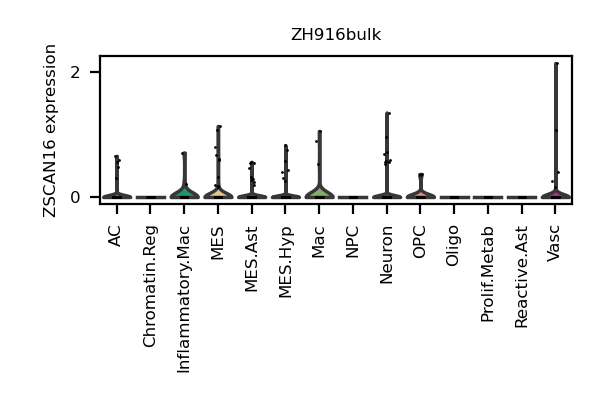 ZH916bulk
ZSCAN16 expression
2
0
AC
Chromatin.Reg
Inflammatory.Mac
MES
MES.Ast
MES.Hyp
Mac
NPC
Neuron
OPC
Oligo
Prolif.Metab
Reactive.Ast
Vasc